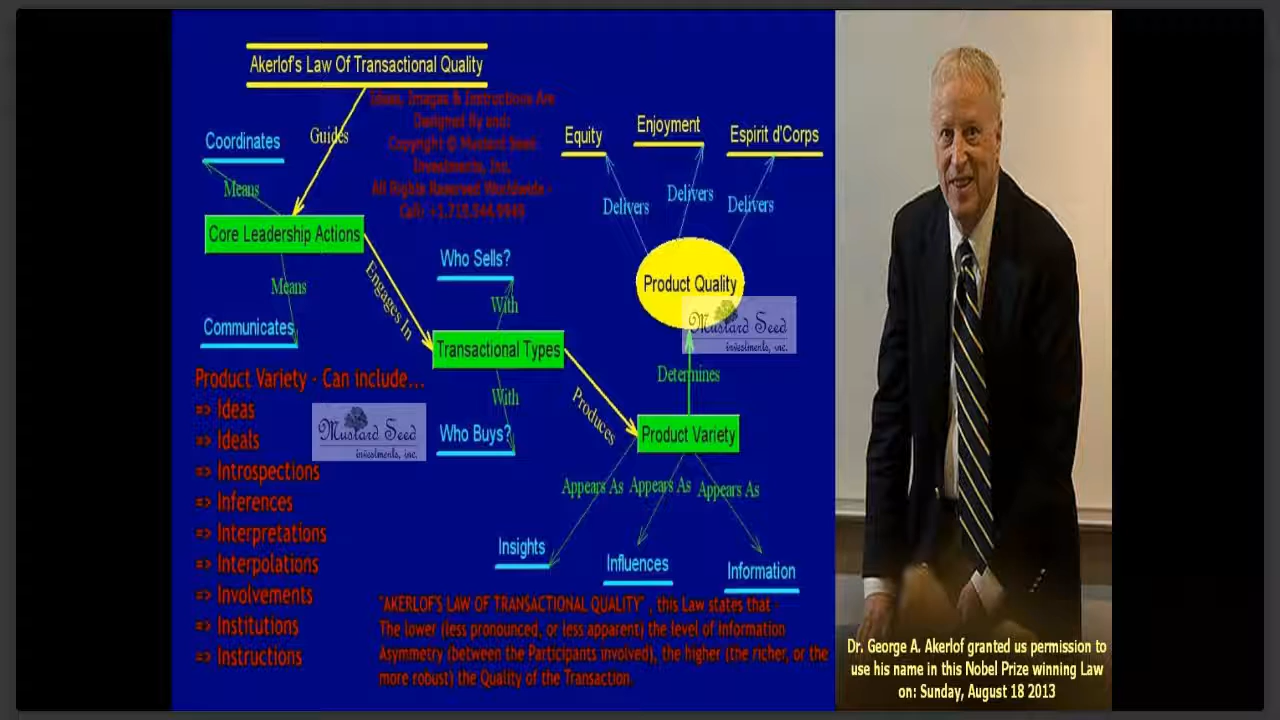 Akerlof's Law Of Transactional Quality
Ideas, Images & Instructions Are
Designed By and:
Copyright © Mustard Seed
Investments, Inc.
All Rights Reserved Worldwide -
Guides
Coordinates
Means
Core Leadership Actions
Means
Communicates
Engages In
Who Sells?
With
Transactional Types
With
Who Buys?
Produces
Equity
Enjoyment
Espirit d'Corps
Delivers
Delivers
Delivers
Product Quality
Mustard Seed
investments, inc.
Determines
Product Variety
Appears As
Appears As
Appears As
Insights
Influences
Information
Product Variety - Can include...
=> Ideas
=> Ideals
=> Introspections
=> Inferences
=> Interpretations
=> Interpolations
=> Involvements
=> Institutions
=> Instructions
Mustard Seed
investments, inc.
"AKERLOF'S LAW OF TRANSACTIONAL QUALITY" , this Law states that -
The lower (less pronounced, or less apparent) the level of Information
Asymmetry (between the Participants involved), the higher (the richer, or the
more robust) the Quality of the Transaction.
Dr. George A. Akerlof granted us permission to
use his name in this Nobel Prize winning Law
on: Sunday, August 18 2013